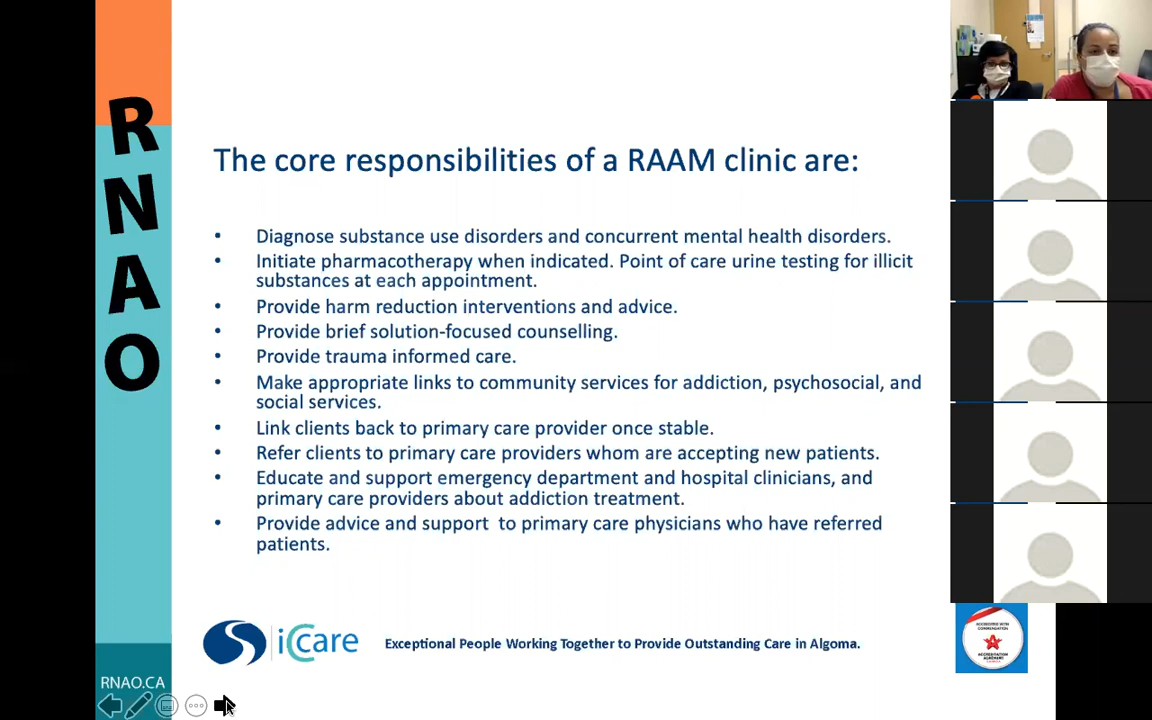 RNAO
The core responsibilities of a RAAM clinic are:
• Diagnose substance use disorders and concurrent mental health disorders.
• Initiate pharmacotherapy when indicated. Point of care urine testing for illicit
substances at each appointment.
• Provide harm reduction interventions and advice.
• Provide brief solution-focused counselling.
• Provide trauma informed care.
• Make appropriate links to community services for addiction, psychosocial, and
social services.
• Link clients back to primary care provider once stable.
• Refer clients to primary care providers whom are accepting new patients.
• Educate and support emergency department and hospital clinicians, and
primary care providers about addiction treatment.
• Provide advice and support to primary care physicians who have referred
patients.
iCcare
Exceptional People Working Together to Provide Outstanding Care in Algoma.
ACCREDITED WITH
COMMENDATION
ACCREDITATION
RNAO.CA